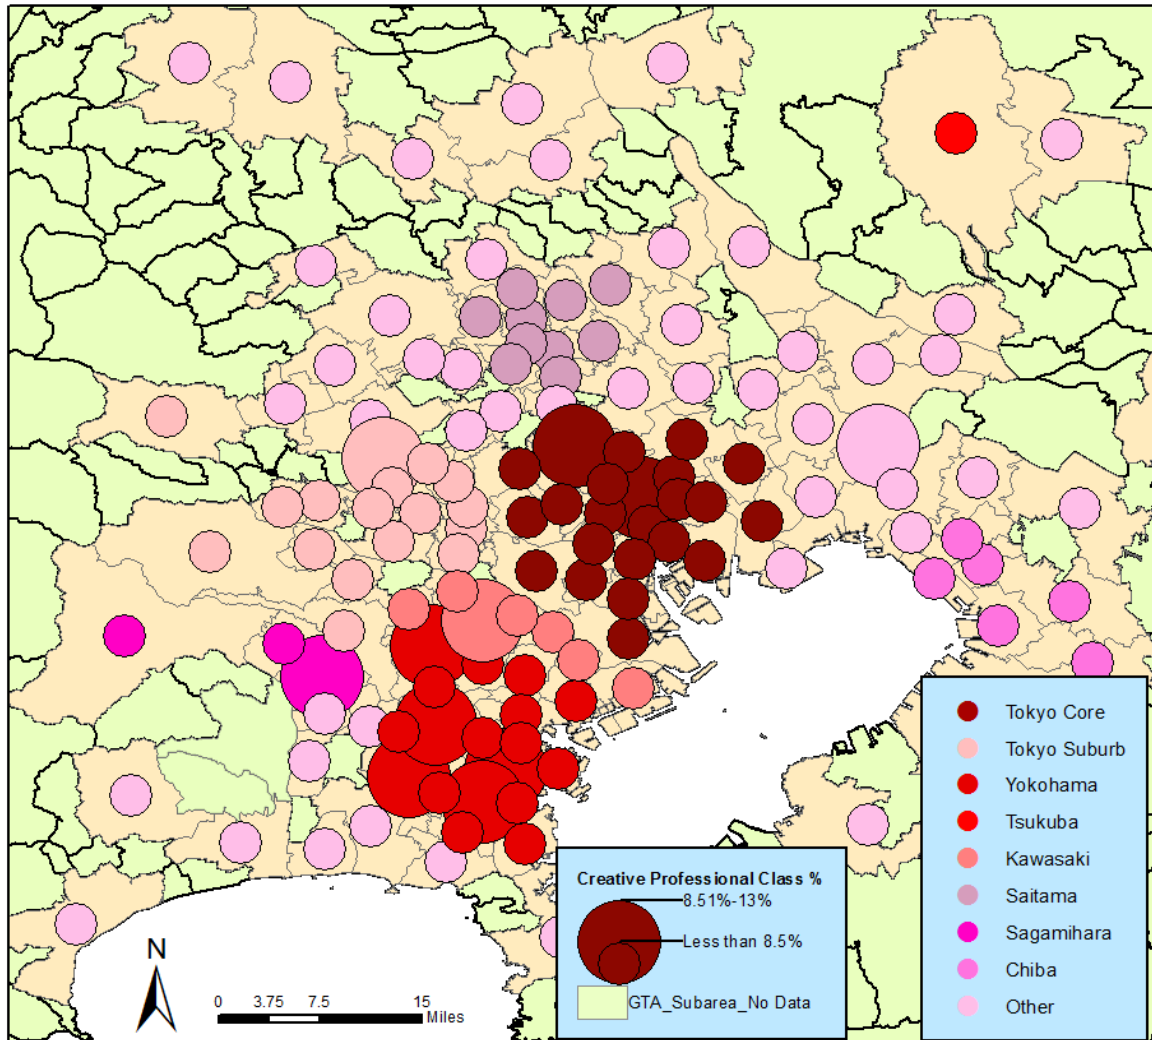 Tokyo Core
Tokyo Suburb
Yokohama
Tsukuba
Kawasaki
Saitama
Sagamihara
Chiba
Other
Creative Professional Class %
8.51%-13%
Less than 8.5%
GTA_Subarea_No Data
N
0 3.75 7.5 15
Miles